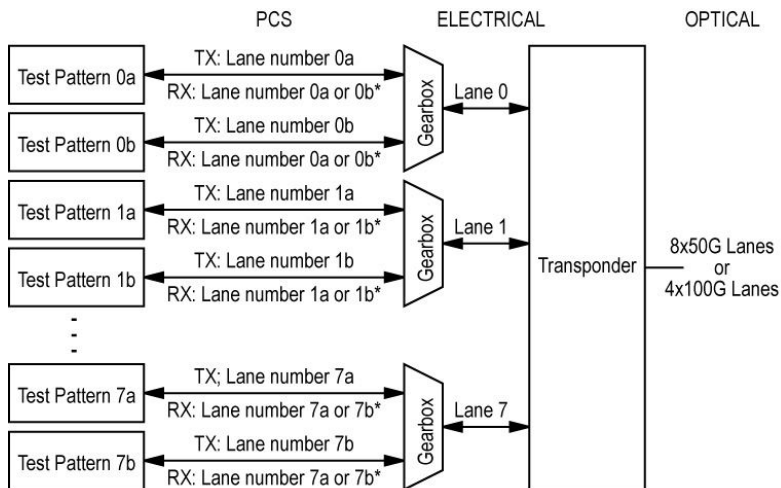 PCS ELECTRICAL OPTICAL
Test Pattern 0a
TX: Lane number 0a
RX: Lane number 0a or 0b*
Test Pattern 0b
TX: Lane number 0b
RX: Lane number 0a or 0b*
Gearbox
Lane 0
Test Pattern 1a
TX: Lane number 1a
RX: Lane number 1a or 1b*
Test Pattern 1b
TX: Lane number 1b
RX: Lane number 1a or 1b*
Gearbox
Lane 1
Test Pattern 7a
TX; Lane number 7a
RX: Lane number 7a or 7b*
Test Pattern 7b
TX: Lane number 7b
RX: Lane number 7a or 7b*
Gearbox
Lane 7
Transponder
8x50G Lanes
or
4x100G Lanes